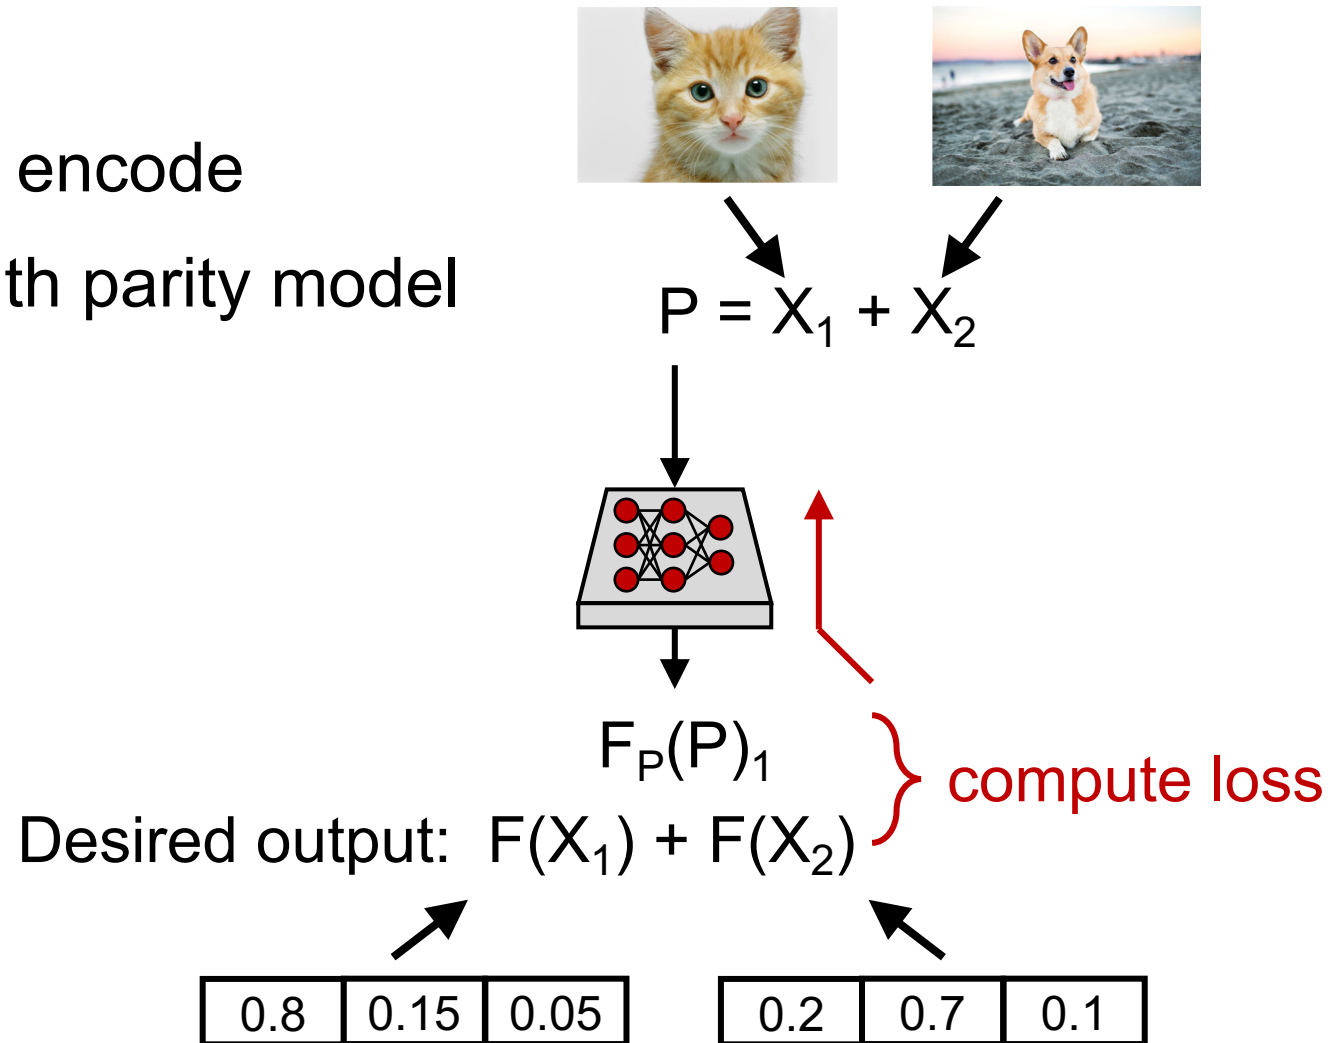 encode
th parity model
P = X₁ + X₂
F_P(P)₁
compute loss
Desired output: F(X₁) + F(X₂)
0.8 0.15 0.05 0.2 0.7 0.1